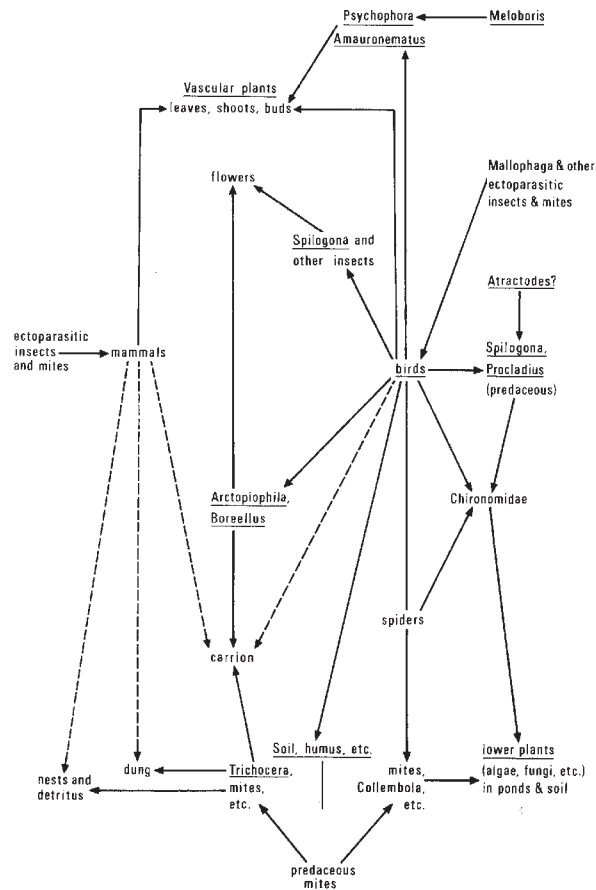 Psychophora
Meloboris
Amauronematus
Vascular plants
leaves, shoots, buds
flowers
Mallophaga & other
ectoparasitic
insects & mites
Spilogona and
other insects
Atractodes?
ectoparasitic
insects
and mites
mammals
birds
Spilogona,
Procladius
(predaceous)
Arctopiophila,
Boreellus
Chironomidae
spiders
carrion
Soil, humus, etc.
nests and
detritus
dung
Trichocera,
mites,
etc.
mites,
Collembola,
etc.
lower plants
(algae, fungi, etc.)
in ponds & soil
predaceous
mites